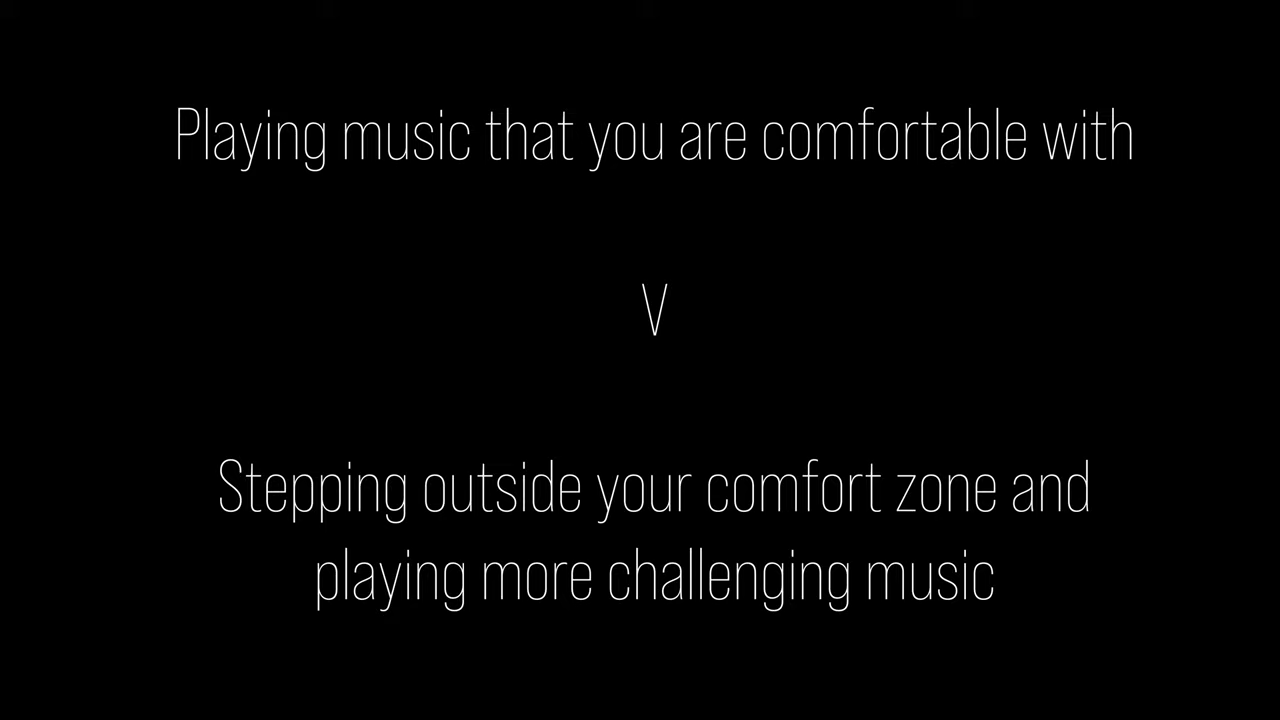 Playing music that you are comfortable with
V
Stepping outside your comfort zone and
playing more challenging music